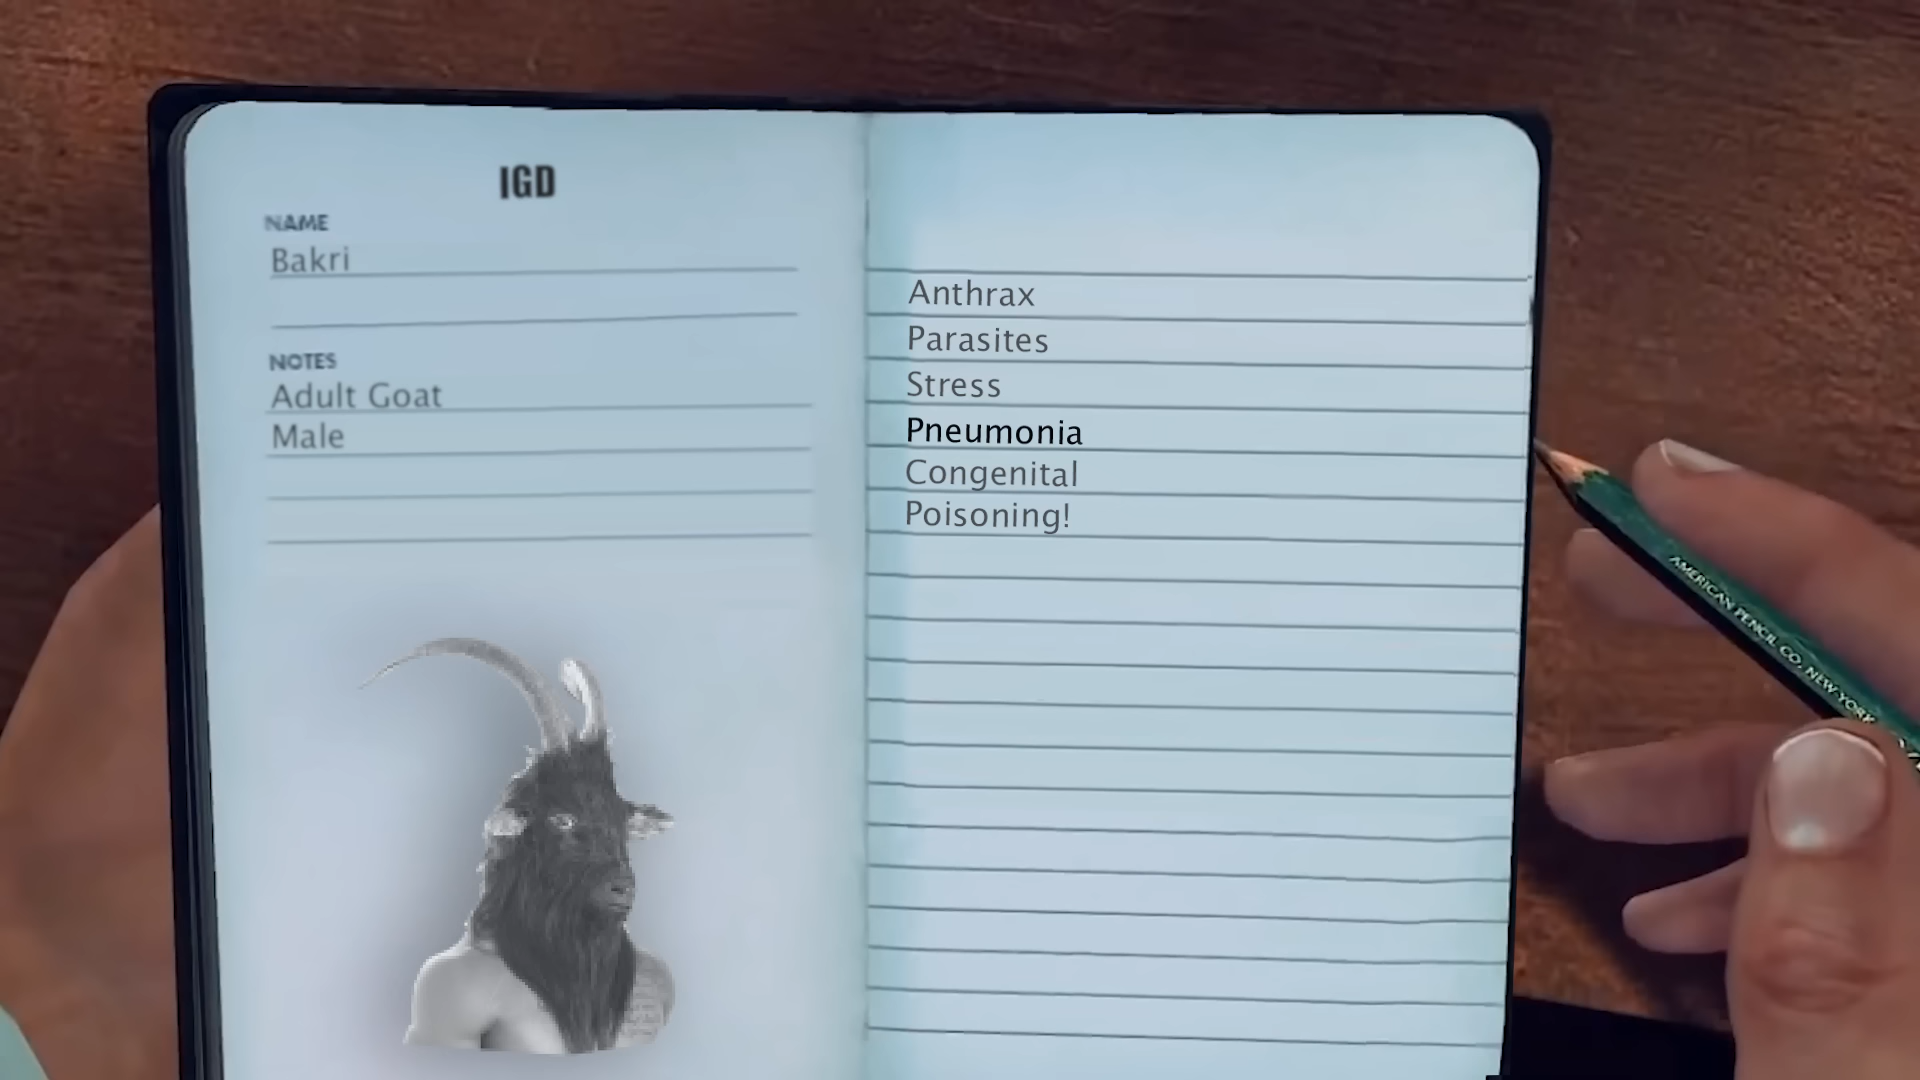 IGD
NAME
Bakri
NOTES
Adult Goat
Male
Anthrax
Parasites
Stress
Pneumonia
Congenital
Poisoning!
AMERICAN PENCIL CO. NEW YORK